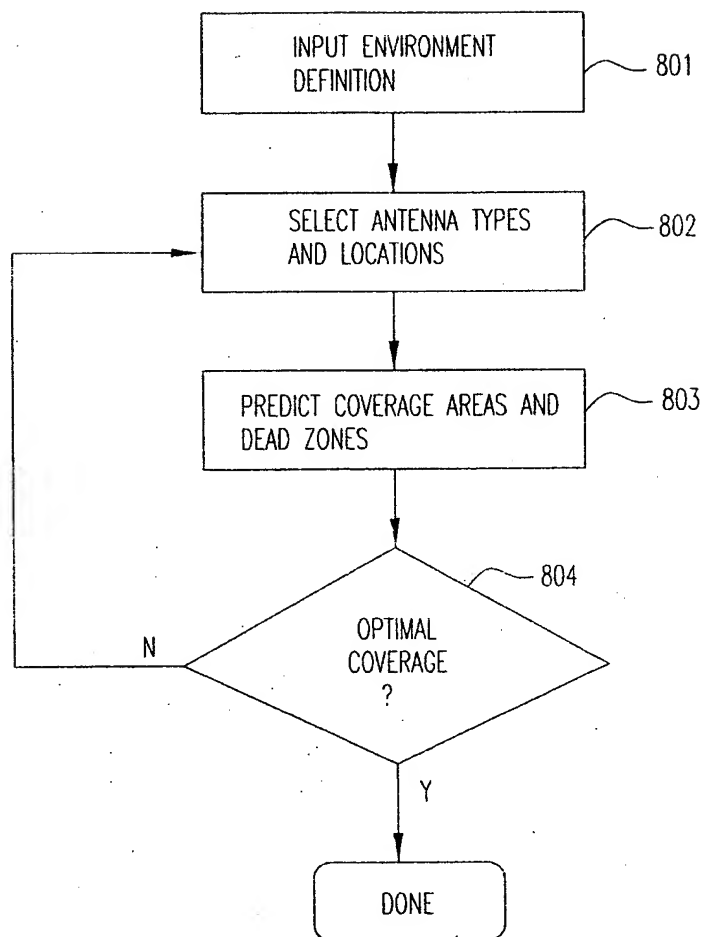 INPUT ENVIRONMENT
DEFINITION
801
SELECT ANTENNA TYPES
AND LOCATIONS
802
PREDICT COVERAGE AREAS AND
DEAD ZONES
803
804
OPTIMAL
COVERAGE
?
N
Y
DONE